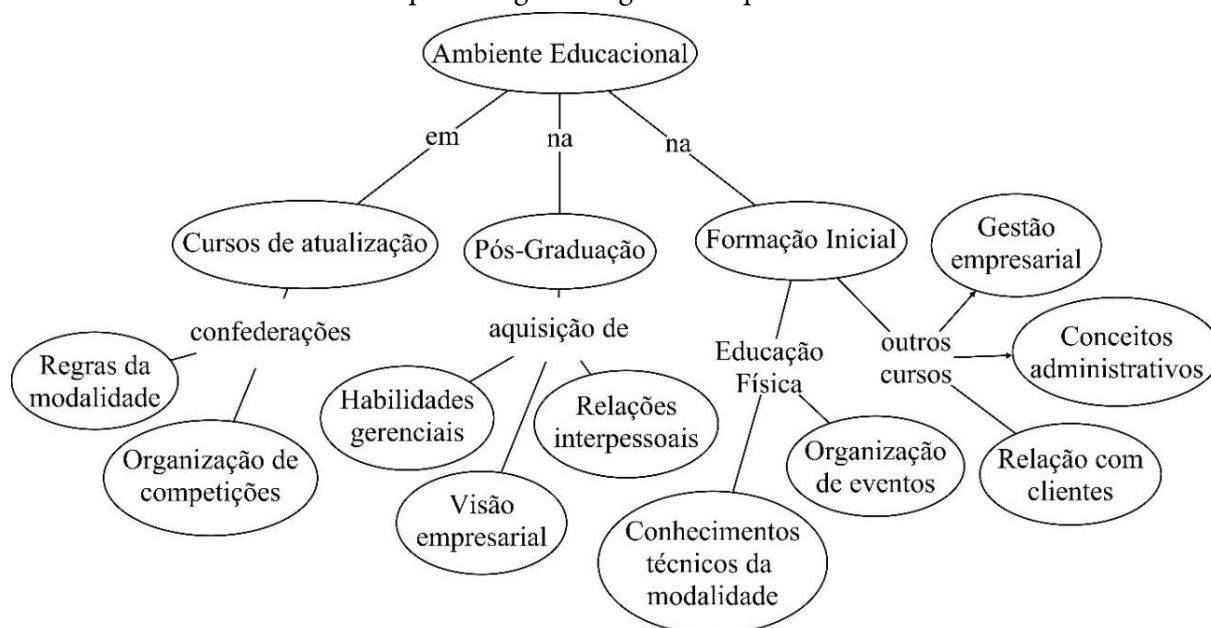 Ambiente Educacional
em
na
na
Cursos de atualização
Pós-Graduação
Formação Inicial
Gestão
empresarial
confederações
aquisição de
Educação
Física
outros
cursos
Conceitos
administrativos
Regras da
modalidade
Habilidades
gerenciais
Relações
interpessoais
Organização de
competições
Visão
empresarial
Organização
de eventos
Relação com
clientes
Conhecimentos
técnicos da
modalidade